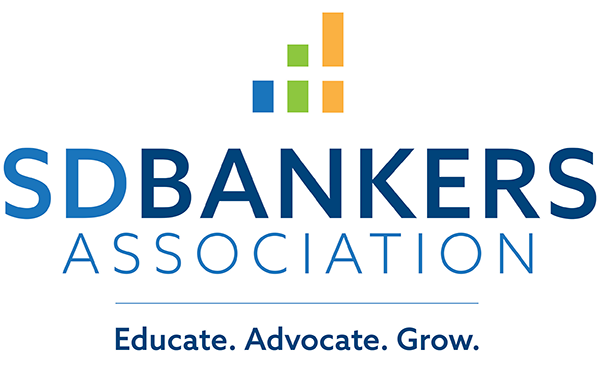 SDBANKERS
ASSOCIATION
Educate. Advocate. Grow.